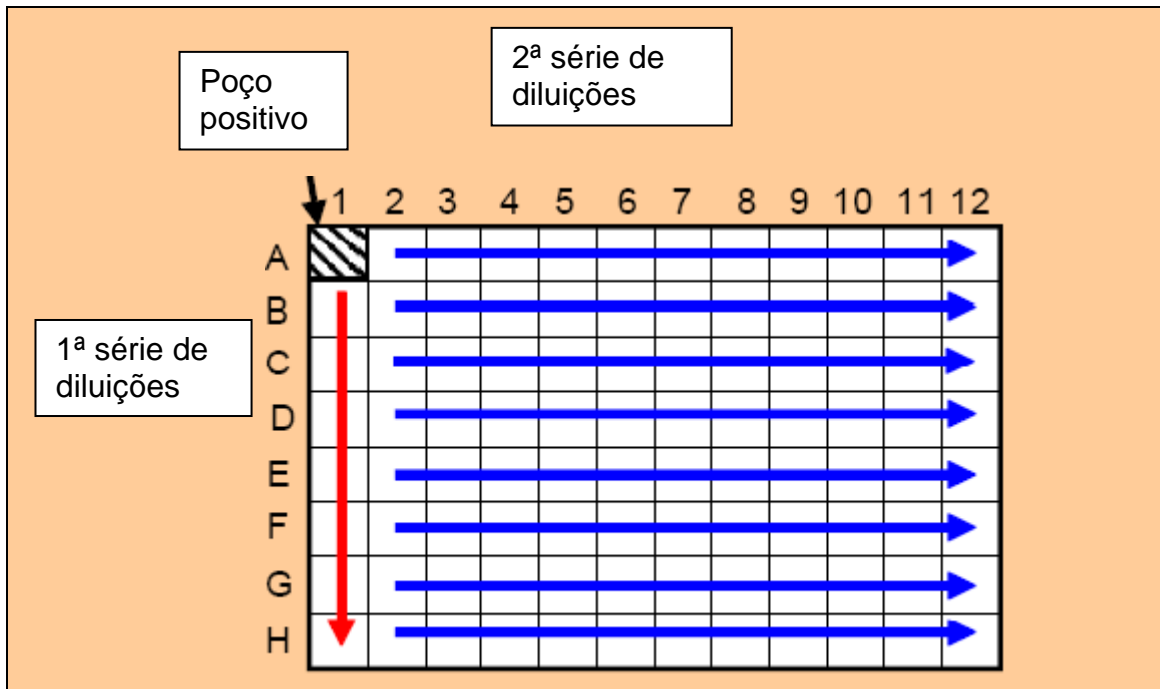 2ª série de
diluições
Poço
positivo
1 2 3 4 5 6 7 8 9 10 11 12
A
B
1ª série de
diluições
C
D
E
F
G
H